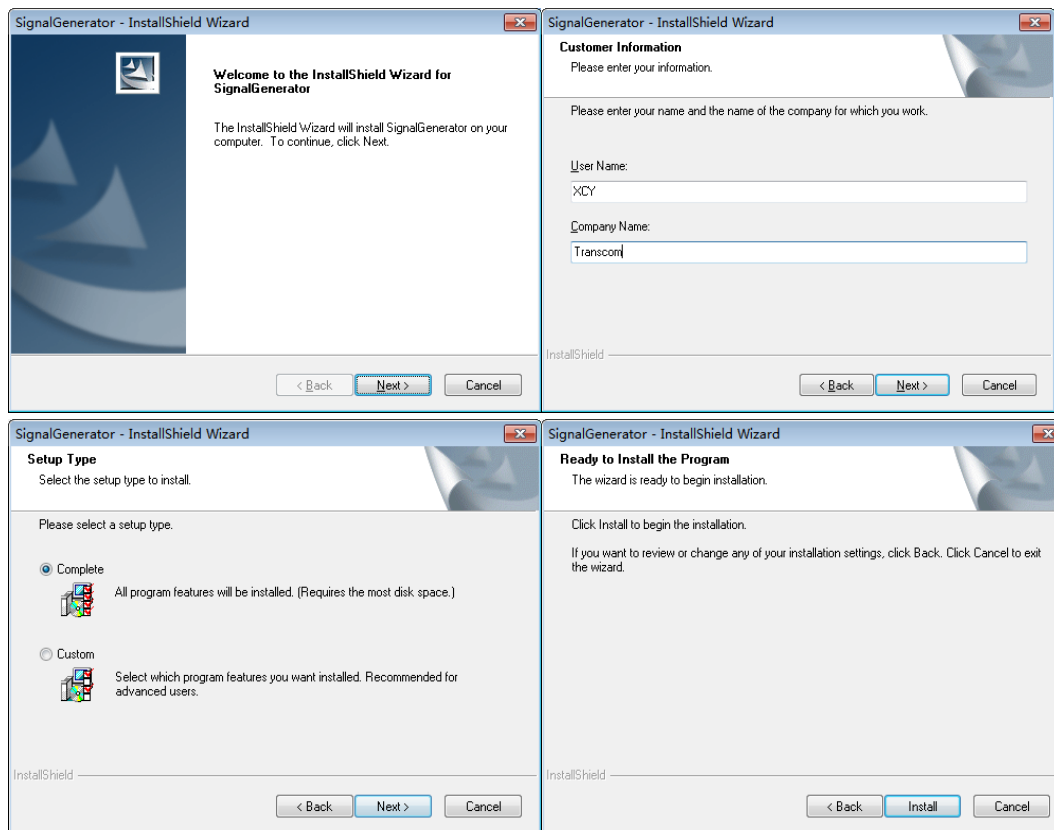 SignalGenerator - InstallShield Wizard
Welcome to the InstallShield Wizard for
SignalGenerator
The InstallShield Wizard will install SignalGenerator on your
computer. To continue, click Next.
< Back
Next >
Cancel
SignalGenerator - InstallShield Wizard
Customer Information
Please enter your information.
Please enter your name and the name of the company for which you work.
User Name:
XCY
Company Name:
Transcom
InstallShield
< Back
Next >
Cancel
SignalGenerator - InstallShield Wizard
Setup Type
Select the setup type to install.
Please select a setup type.
Complete
All program features will be installed. (Requires the most disk space.)
Custom
Select which program features you want installed. Recommended for
advanced users.
InstallShield
< Back
Next >
Cancel
SignalGenerator - InstallShield Wizard
Ready to Install the Program
The wizard is ready to begin installation.
Click Install to begin the installation.
If you want to review or change any of your installation settings, click Back. Click Cancel to exit
the wizard.
InstallShield
< Back
Install
Cancel